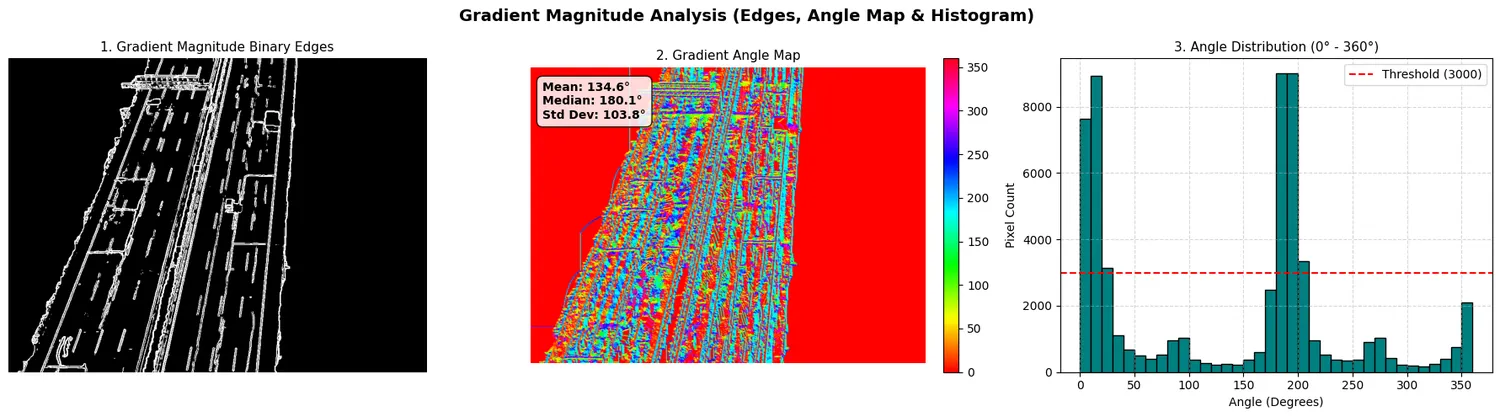 Gradient Magnitude Analysis (Edges, Angle Map & Histogram)
1. Gradient Magnitude Binary Edges
2. Gradient Angle Map
Mean: 134.6°
Median: 180.1°
Std Dev: 103.8°
350
300
250
200
150
100
50
0
3. Angle Distribution (0° - 360°)
Threshold (3000)
Pixel Count
8000
6000
4000
2000
0
0 50 100 150 200 250 300 350
Angle (Degrees)